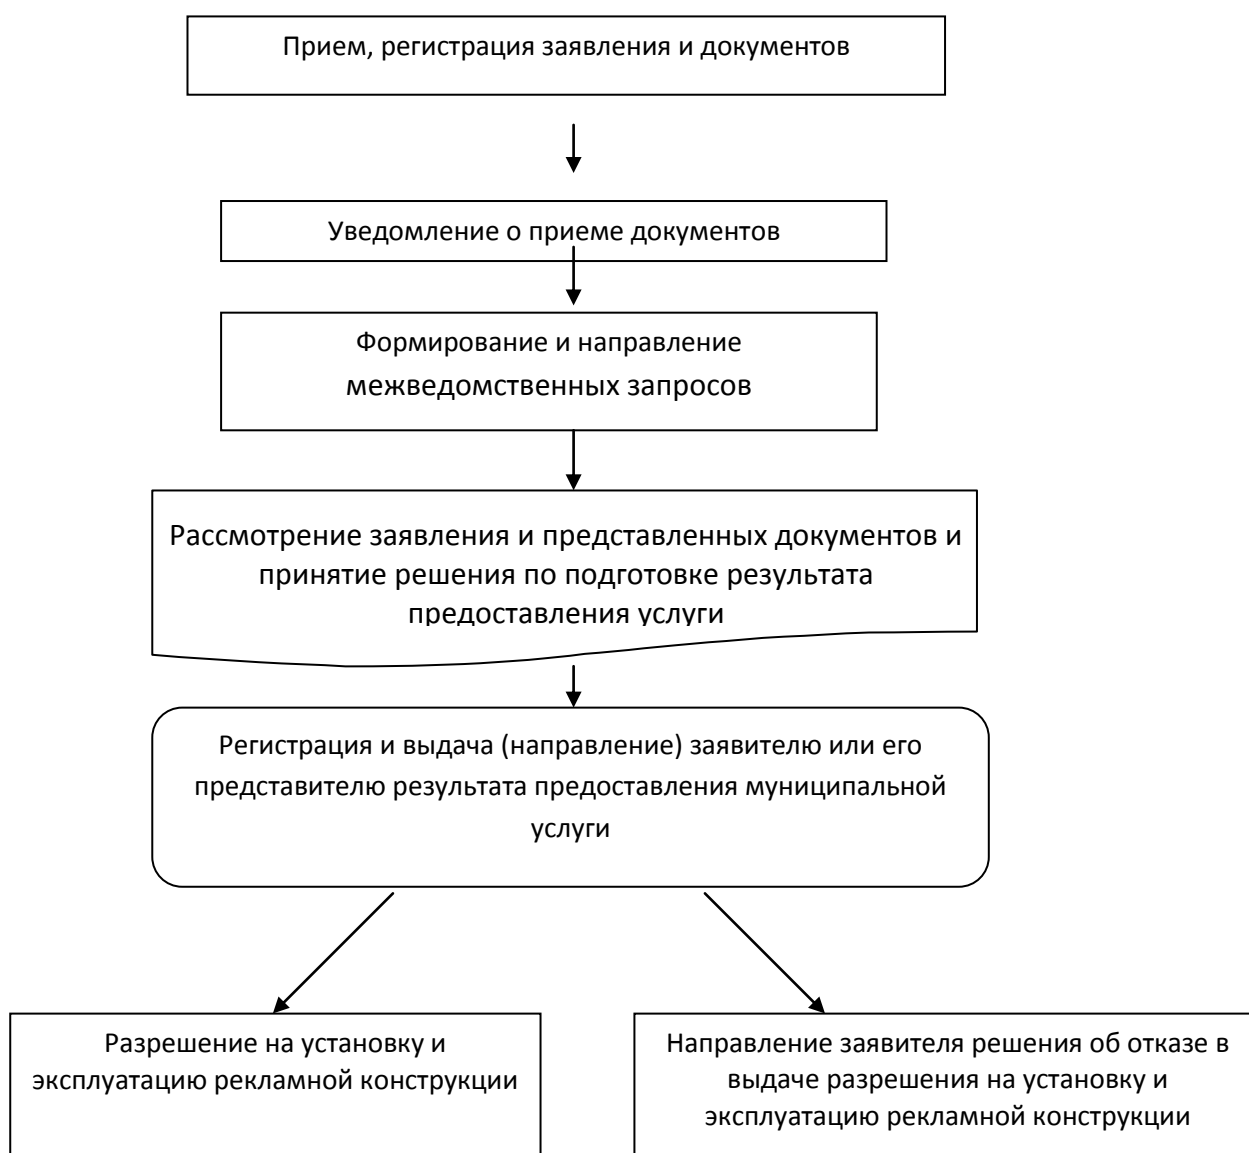 Прием, регистрация заявления и документов
Уведомление о приеме документов
Формирование и направление
межведомственных запросов
Рассмотрение заявления и представленных документов и
принятие решения по подготовке результата
предоставления услуги
Регистрация и выдача (направление) заявителю или его
представителю результата предоставления муниципальной
услуги
Разрешение на установку и
эксплуатацию рекламной конструкции
Направление заявителя решения об отказе в
выдаче разрешения на установку и
эксплуатацию рекламной конструкции